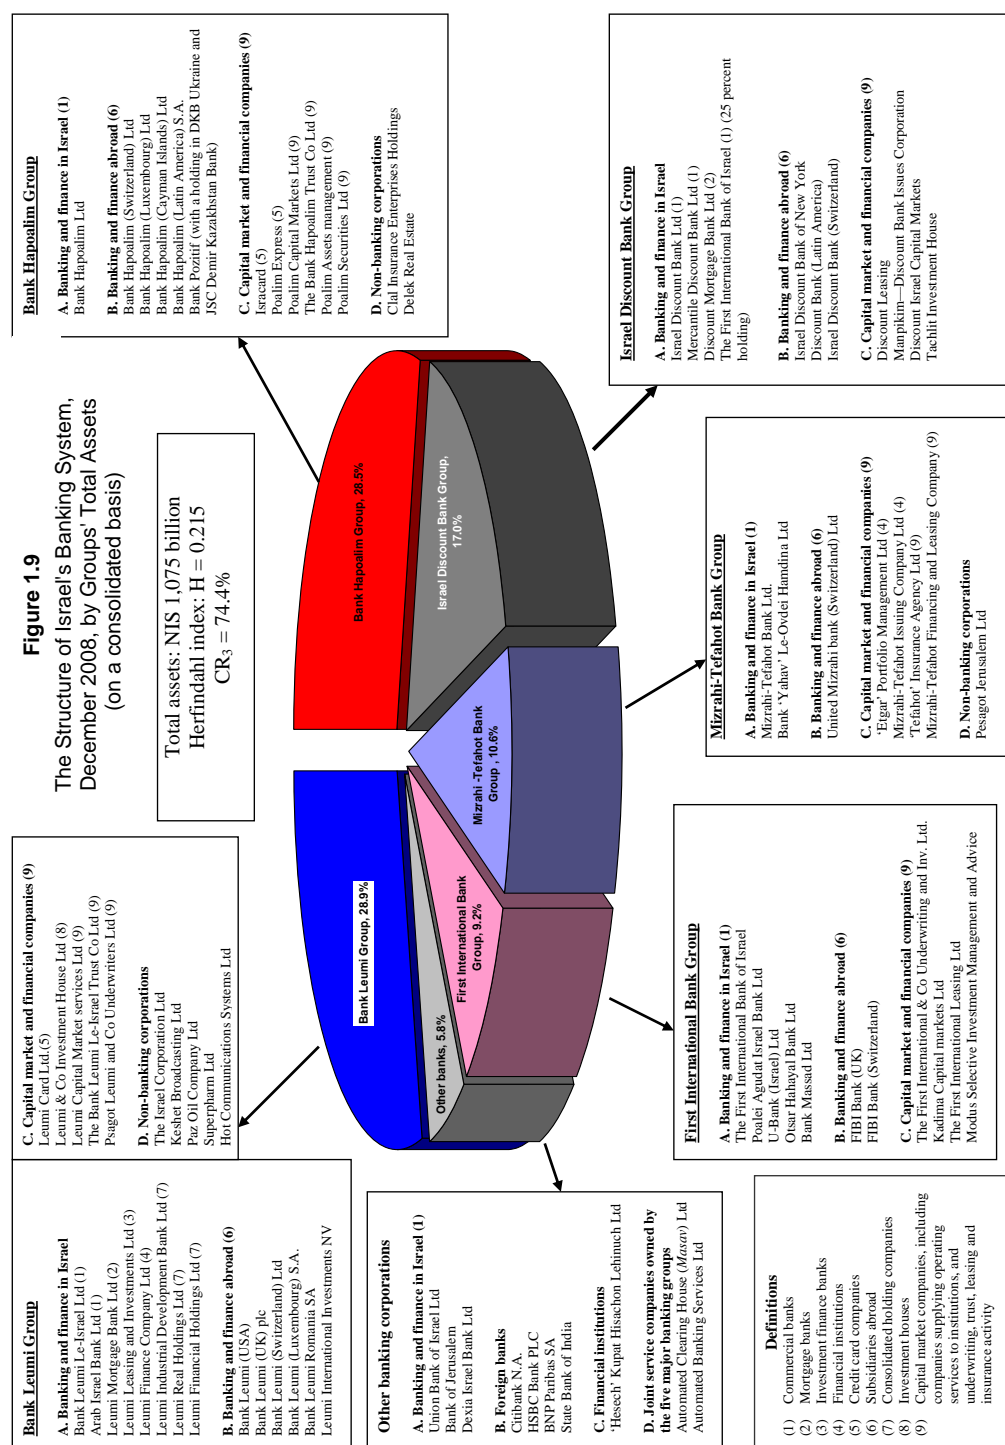 Figure 1.9
The Structure of Israel's Banking System,
December 2008, by Groups' Total Assets
(on a consolidated basis)
Total assets: NIS 1,075 billion
Herfindahl index: H = 0.215
CR3 = 74.4%
Bank Leumi Group
A. Banking and finance in Israel
Bank Leumi Le-Israel Ltd (1)
Arab Israel Bank Ltd (1)
Leumi Mortgage Bank Ltd (2)
Leumi Leasing and Investments Ltd (3)
Leumi Finance Company Ltd (4)
Leumi Industrial Development Bank Ltd (7)
Leumi Real Holdings Ltd (7)
Leumi Financial Holdings Ltd (7)
B. Banking and finance abroad (6)
Bank Leumi (USA)
Bank Leumi (UK) plc
Bank Leumi (Switzerland) Ltd
Bank Leumi (Luxembourg) S.A.
Bank Leumi Romania SA
Leumi International Investments NV
C. Capital market and financial companies (9)
Leumi Card Ltd.(5)
Leumi & Co Investment House Ltd (8)
Leumi Capital Market services Ltd (9)
The Bank Leumi Le-Israel Trust Co Ltd (9)
Psagot Leumi and Co Underwriters Ltd (9)
D. Non-banking corporations
The Israel Corporation Ltd
Keshet Broadcasting Ltd
Paz Oil Company Ltd
Superpharm Ltd
Hot Communications Systems Ltd
Bank Hapoalim Group
A. Banking and finance in Israel (1)
Bank Hapoalim Ltd
B. Banking and finance abroad (6)
Bank Hapoalim (Switzerland) Ltd
Bank Hapoalim (Luxembourg) Ltd
Bank Hapoalim (Cayman Islands) Ltd
Bank Hapoalim (Latin America) S.A.
Bank Pozitif (with a holding in DKB Ukraine and
JSC Demir Kazakhstan Bank)
C. Capital market and financial companies (9)
Isracard (5)
Poalim Express (5)
Poalim Capital Markets Ltd (9)
The Bank Hapoalim Trust Co Ltd (9)
Poalim Assets management (9)
Poalim Securities Ltd (9)
D. Non-banking corporations
Clal Insurance Enterprises Holdings
Delek Real Estate
Bank Leumi Group, 28.9%
Bank Hapoalim Group, 28.5%
Other banks, 5.8%
First International Bank
Group, 9.2%
Mizrahi -Tefahot Bank
Group , 10.6%
Israel Discount Bank Group,
17.0%
Other banking corporations
A. Banking and finance in Israel (1)
Union Bank of Israel Ltd
Bank of Jerusalem
Dexia Israel Bank Ltd
B. Foreign banks
Citibank N.A.
HSBC Bank PLC
BNP Paribas SA
State Bank of India
C. Financial institutions
'Hesech' Kupat Hisachon Lehinuch Ltd
D. Joint service companies owned by
the five major banking groups
Automated Clearing House (Masav) Ltd
Automated Banking Services Ltd
First International Bank Group
A. Banking and finance in Israel (1)
The First International Bank of Israel
Poalei Agudat Israel Bank Ltd
U-Bank (Israel) Ltd
Otsar Hahayal Bank Ltd
Bank Massad Ltd
B. Banking and finance abroad (6)
FIBI Bank (UK)
FIBI Bank (Switzerland)
C. Capital market and financial companies (9)
The First International & Co Underwriting and Inv. Ltd.
Kadima Capital markets Ltd
The First International Leasing Ltd
Modus Selective Investment Management and Advice
Mizrahi-Tefahot Bank Group
A. Banking and finance in Israel (1)
Mizrahi-Tefahot Bank Ltd.
Bank 'Yahav' Le-Ovdei Hamdina Ltd
B. Banking and finance abroad (6)
United Mizrahi bank (Switzerland) Ltd
C. Capital market and financial companies (9)
'Etgar' Portfolio Management Ltd (4)
Mizrahi-Tefahot Issuing Company Ltd (4)
'Tefahot' Insurance Agency Ltd (9)
Mizrahi-Tefahot Financing and Leasing Company (9)
D. Non-banking corporations
Pesagot Jerusalem Ltd
Israel Discount Bank Group
A. Banking and finance in Israel
Israel Discount Bank Ltd (1)
Mercantile Discount Bank Ltd (1)
Discount Mortgage Bank Ltd (2)
The First International Bank of Israel (1) (25 percent
holding)
B. Banking and finance abroad (6)
Israel Discount Bank of New York
Discount Bank (Latin America)
Israel Discount Bank (Switzerland)
C. Capital market and financial companies (9)
Discount Leasing
Manpikim—Discount Bank Issues Corporation
Discount Israel Capital Markets
Tachlit Investment House
Definitions
(1) Commercial banks
(2) Mortgage banks
(3) Investment finance banks
(4) Financial institutions
(5) Credit card companies
(6) Subsidiaries abroad
(7) Consolidated holding companies
(8) Investment houses
(9) Capital market companies, including
companies supplying operating
services to institutions, and
underwriting, trust, leasing and
insurance activity